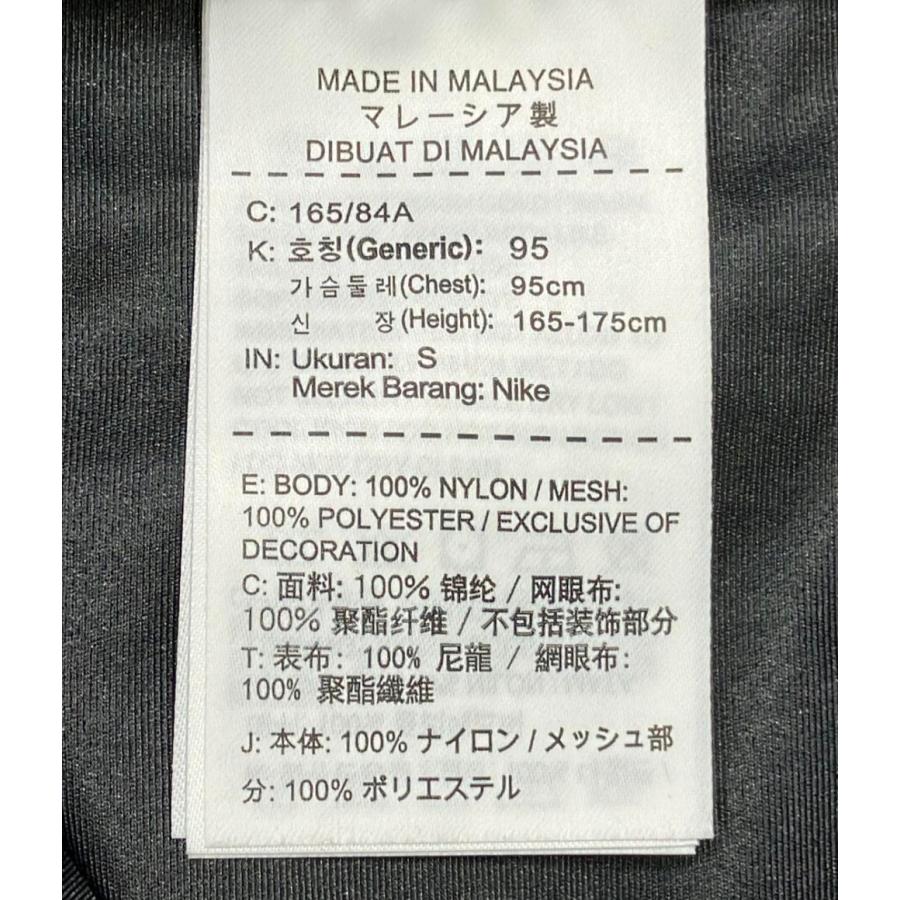 MADE IN MALAYSIA
マレーシア製
DIBUAT DI MALAYSIA
C: 165/84A
K: 호칭(Generic): 95
가슴둘레(Chest): 95cm
신 장(Height): 165-175cm
IN: Ukuran: S
Merek Barang: Nike
E: BODY: 100% NYLON / MESH:
100% POLYESTER / EXCLUSIVE OF
DECORATION
C: 面料: 100% 锦纶 / 网眼布:
100% 聚酯纤维 / 不包括装饰部分
T: 表布: 100% 尼龍 / 網眼布:
100% 聚酯纖維
J: 本体: 100% ナイロン / メッシュ部
分: 100% ポリエステル